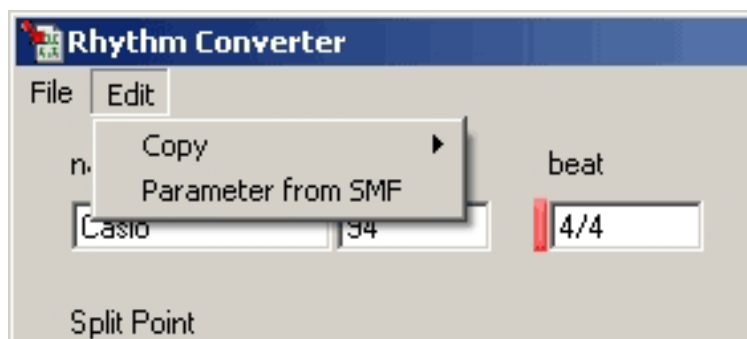 Rhythm Converter
File Edit
Copy
Parameter from SMF
beat
Casio 94 4/4
Split Point